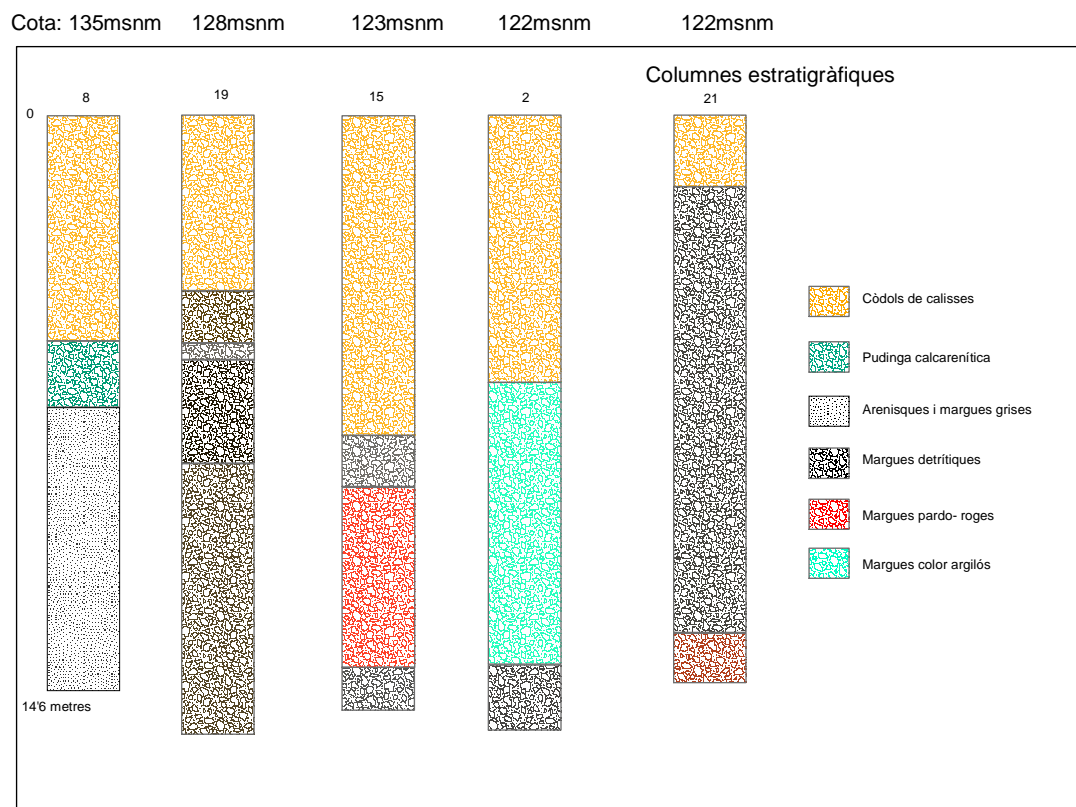 Cota: 135msnm 128msnm 123msnm 122msnm 122msnm
Columnes estratigràfiques
8 19 15 2 21
0
Còdols de calisses
Pudinga calcarenítica
Arenisques i margues grises
Margues detrítiques
Margues pardo- roges
Margues color argilós
14'6 metres